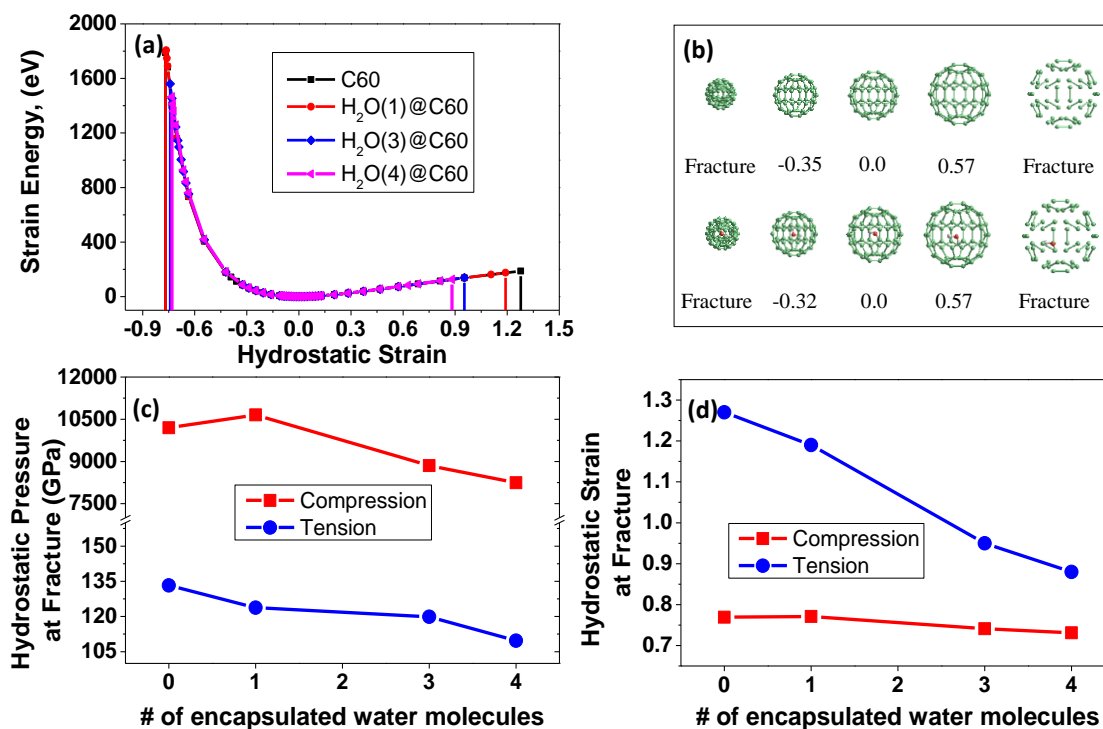 (a)
2000
1600
1200
800
400
0
Strain Energy, (eV)
C60
H₂O(1)@C60
H₂O(3)@C60
H₂O(4)@C60
-0.9 -0.6 -0.3 0.0 0.3 0.6 0.9 1.2 1.5
Hydrostatic Strain
(b)
Fracture -0.35 0.0 0.57 Fracture
Fracture -0.32 0.0 0.57 Fracture
(c)
12000
10500
9000
7500
150
135
120
105
Hydrostatic Pressure
at Fracture (GPa)
Compression
Tension
0 1 2 3 4
# of encapsulated water molecules
(d)
1.3
1.2
1.1
1.0
0.9
0.8
0.7
Hydrostatic Strain
at Fracture
Compression
Tension
0 1 2 3 4
# of encapsulated water molecules